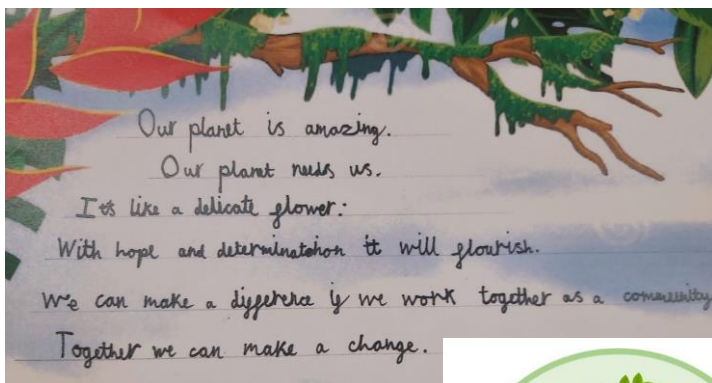 Our planet is amazing.
Our planet needs us.
It's like a delicate flower:
With hope and determinatohon it will flourish.
We can make a difference if we work together as a community
Together we can make a change.